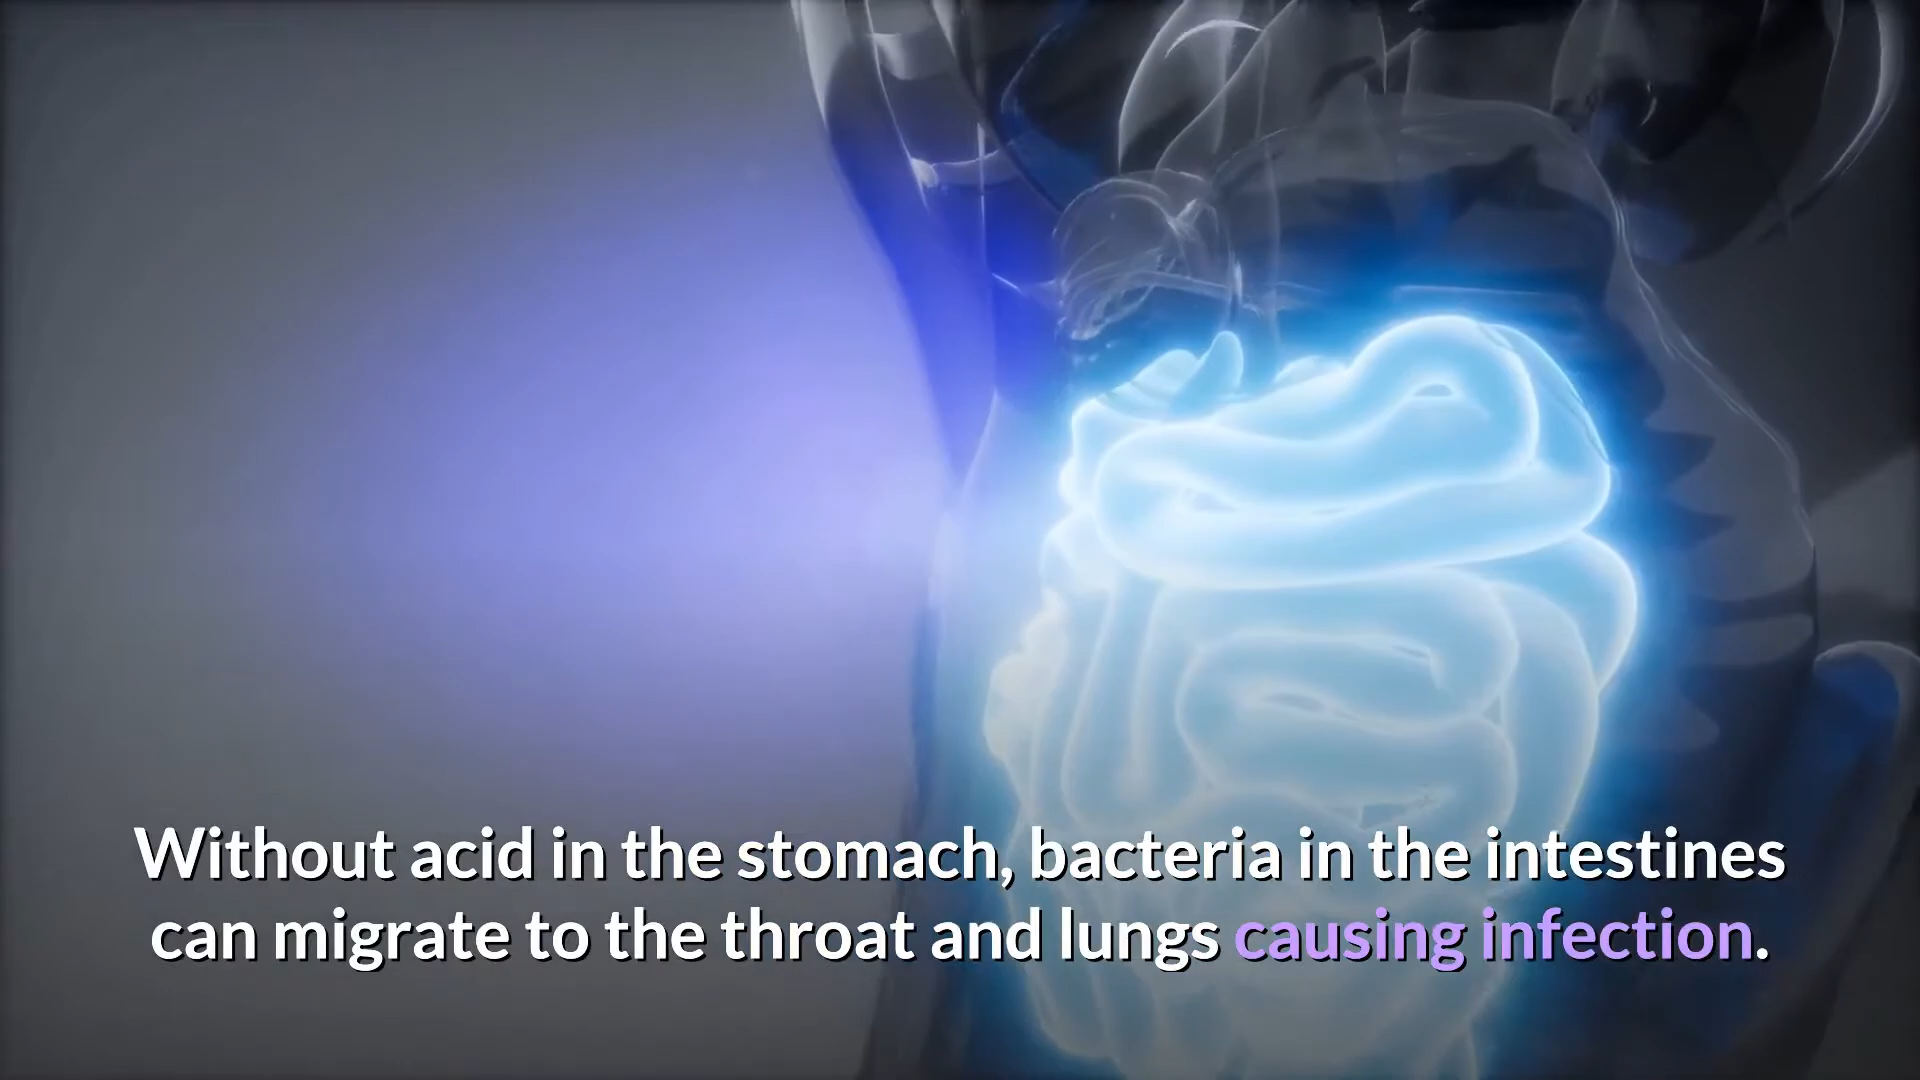 Without acid in the stomach, bacteria in the intestines
can migrate to the throat and lungs causing infection.